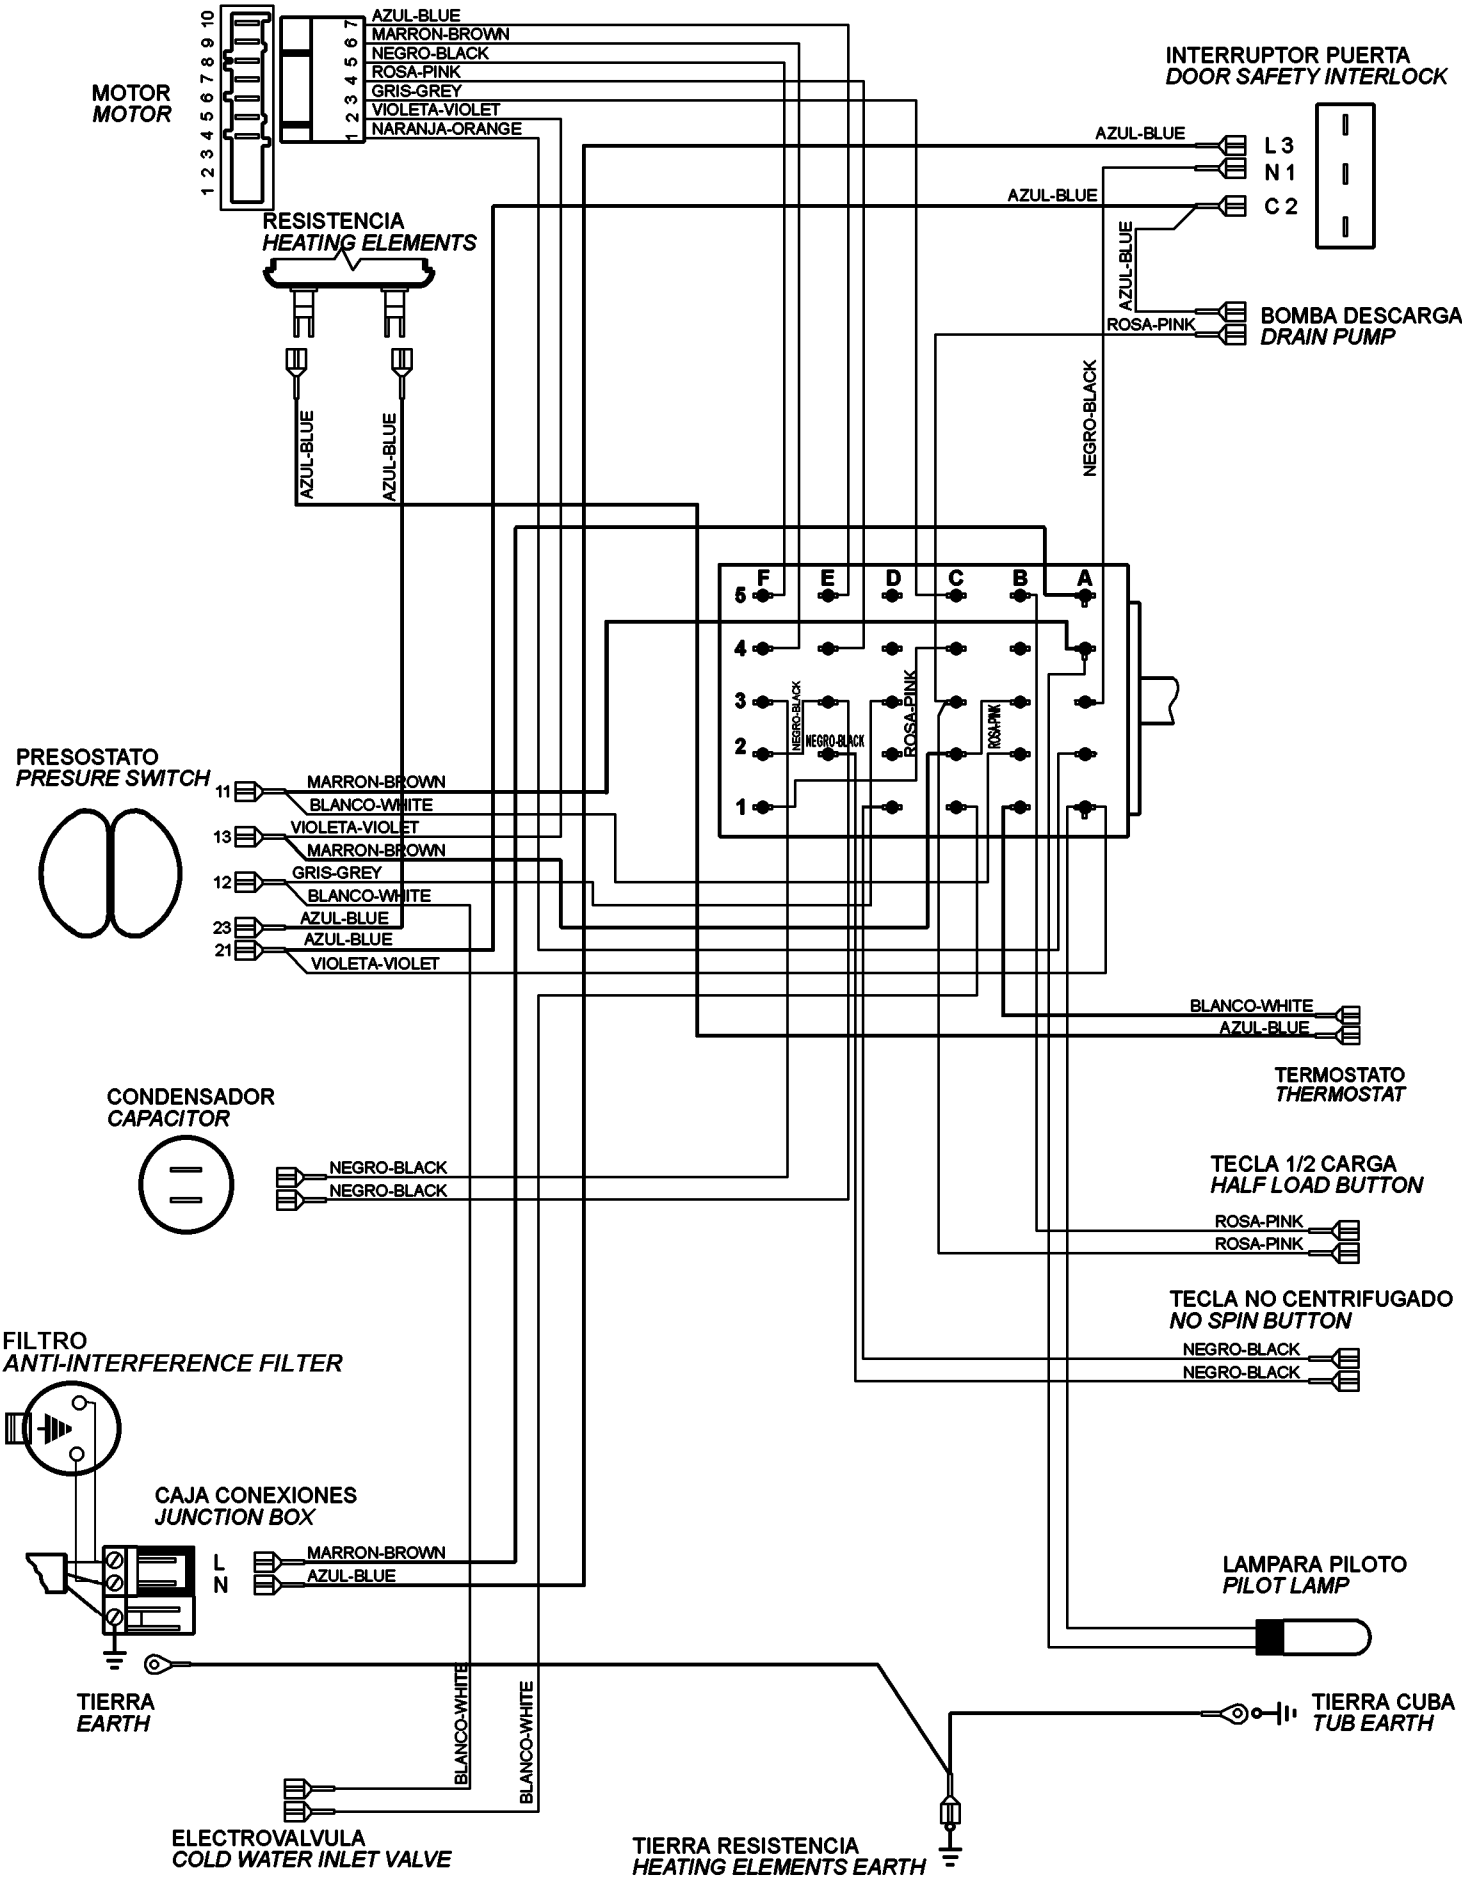 MOTOR
MOTOR
10
9
8
7
6
5
4
3
2
1
7
6
5
4
3
2
1
AZUL-BLUE
MARRON-BROWN
NEGRO-BLACK
ROSA-PINK
GRIS-GREY
VIOLETA-VIOLET
NARANJA-ORANGE
INTERRUPTOR PUERTA
DOOR SAFETY INTERLOCK
AZUL-BLUE
L 3
N 1
AZUL-BLUE
C 2
AZUL-BLUE
ROSA-PINK
BOMBA DESCARGA
DRAIN PUMP
NEGRO-BLACK
RESISTENCIA
HEATING ELEMENTS
AZUL-BLUE
AZUL-BLUE
F E D C B A
5
4
3
2
1
NEGRO-BLACK
NEGRO-BLACK
ROSA-PINK
ROSA-PINK
PRESOSTATO
PRESURE SWITCH
11
MARRON-BROWN
BLANCO-WHITE
13
VIOLETA-VIOLET
MARRON-BROWN
12
GRIS-GREY
BLANCO-WHITE
23
AZUL-BLUE
21
AZUL-BLUE
VIOLETA-VIOLET
BLANCO-WHITE
AZUL-BLUE
TERMOSTATO
THERMOSTAT
CONDENSADOR
CAPACITOR
NEGRO-BLACK
NEGRO-BLACK
TECLA 1/2 CARGA
HALF LOAD BUTTON
ROSA-PINK
ROSA-PINK
TECLA NO CENTRIFUGADO
NO SPIN BUTTON
NEGRO-BLACK
NEGRO-BLACK
FILTRO
ANTI-INTERFERENCE FILTER
CAJA CONEXIONES
JUNCTION BOX
L
MARRON-BROWN
N
AZUL-BLUE
LAMPARA PILOTO
PILOT LAMP
TIERRA
EARTH
BLANCO-WHITE
BLANCO-WHITE
TIERRA CUBA
TUB EARTH
ELECTROVALVULA
COLD WATER INLET VALVE
TIERRA RESISTENCIA
HEATING ELEMENTS EARTH